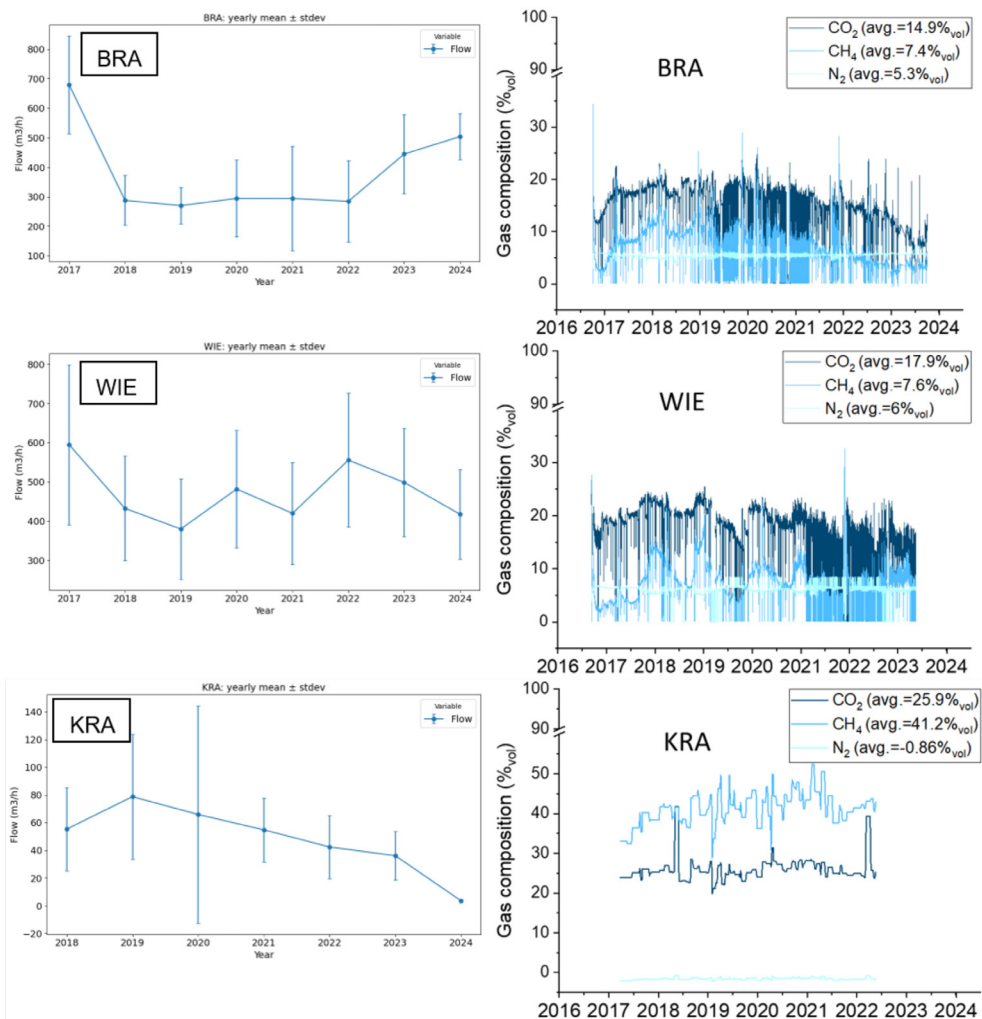 BRA: yearly mean ± stdev
BRA
Variable
Flow
800
700
600
500
400
300
200
100
Flow (m3/h)
2017 2018 2019 2020 2021 2022 2023 2024
Year
CO2 (avg.=14.9%vol)
CH4 (avg.=7.4%vol)
N2 (avg.=5.3%vol)
BRA
100
90
30
20
10
0
Gas composition (%vol)
2016 2017 2018 2019 2020 2021 2022 2023 2024
WIE: yearly mean ± stdev
WIE
Variable
Flow
800
700
600
500
400
300
Flow (m3/h)
2017 2018 2019 2020 2021 2022 2023 2024
Year
CO2 (avg.=17.9%vol)
CH4 (avg.=7.6%vol)
N2 (avg.=6%vol)
WIE
100
90
30
20
10
0
Gas composition (%vol)
2016 2017 2018 2019 2020 2021 2022 2023 2024
KRA: yearly mean ± stdev
KRA
Variable
Flow
140
120
100
80
60
40
20
0
−20
Flow (m3/h)
2018 2019 2020 2021 2022 2023 2024
Year
CO2 (avg.=25.9%vol)
CH4 (avg.=41.2%vol)
N2 (avg.=-0.86%vol)
KRA
100
90
50
40
30
20
10
0
Gas composition (%vol)
2016 2017 2018 2019 2020 2021 2022 2023 2024